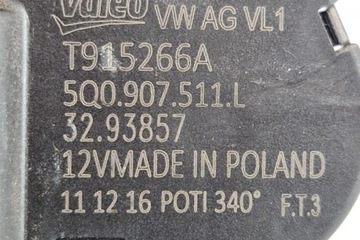 Valeo VW AG VL1
T915266A
5Q0.907.511.L
32.93857
12VMADE IN POLAND
11 12 16 POTI 340° F.T.3